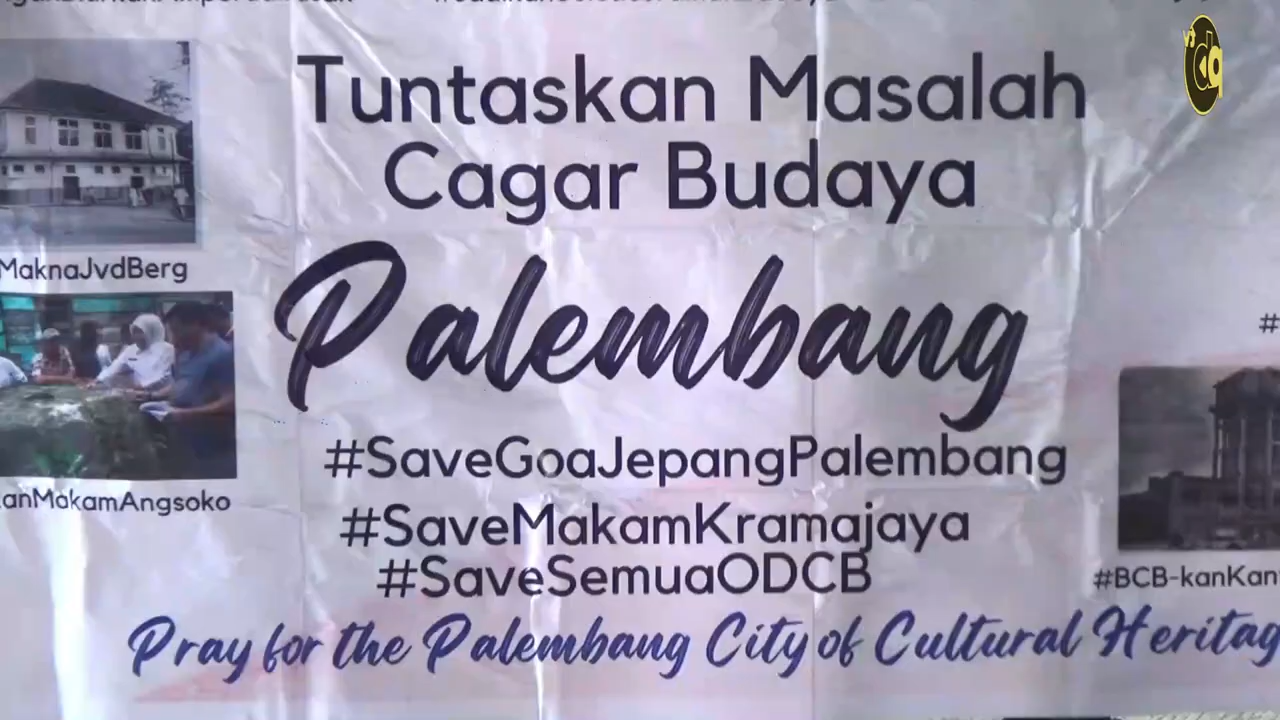 Tuntaskan Masalah
Cagar Budaya
Palembang
MaknaJvdBerg
anMakamAngsoko
#SaveGoaJepangPalembang
#SaveMakamKramajaya
#SaveSemuaODCB
#BCB-kanKan
Pray for the Palembang City of Cultural Heritag